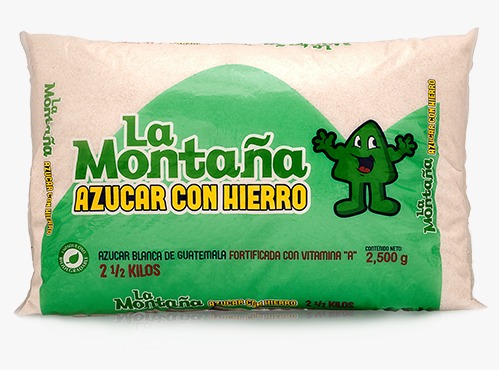 La
Montaña
AZUCAR CON HIERRO
AZUCAR BLANCA DE GUATEMALA FORTIFICADA CON VITAMINA "A"
2 1/2 KILOS
CONTENIDO NETO:
2,500 g
La
Montaña
AZUCAR CON HIERRO
La
Montaña
AZUCAR CON HIERRO
La
Montaña
AZUCAR CON HIERRO
2 1/2 KILOS